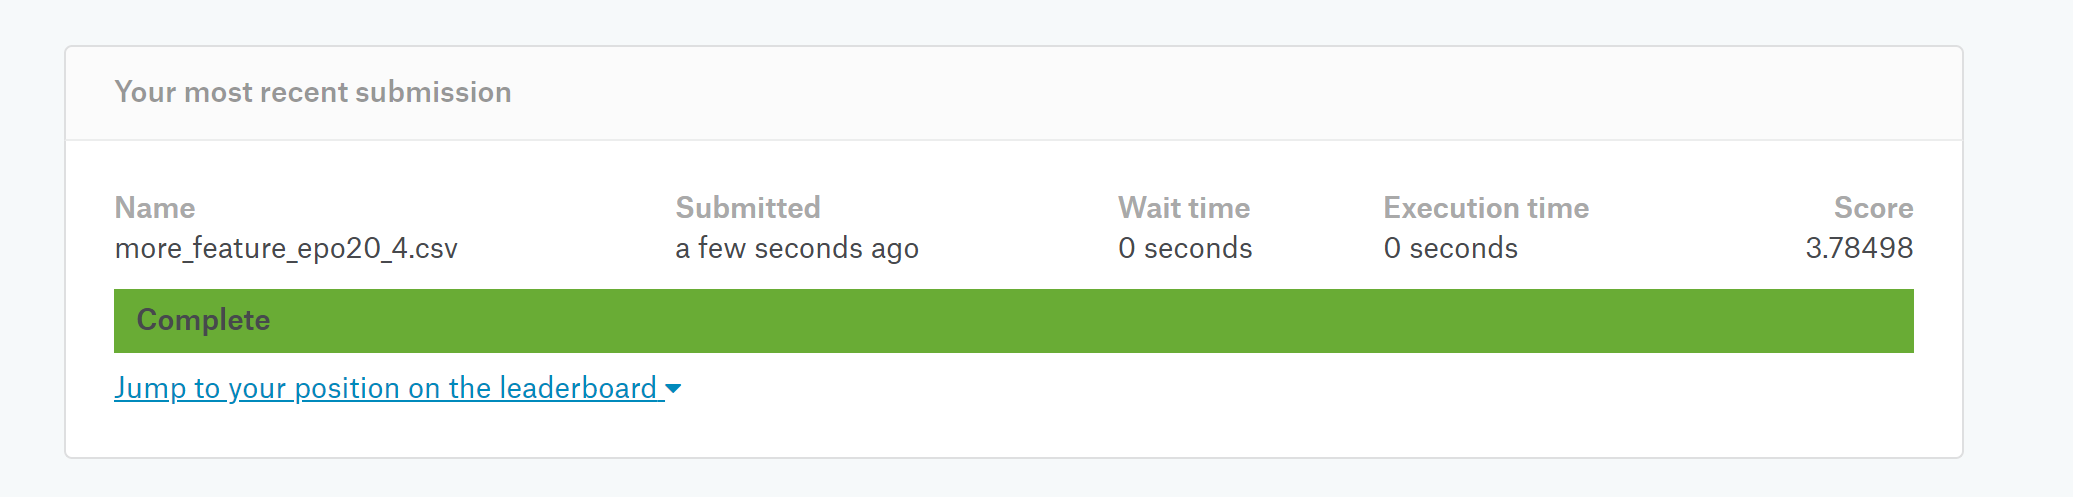 Your most recent submission
Name Submitted Wait time Execution time Score
more_feature_epo20_4.csv a few seconds ago 0 seconds 0 seconds 3.78498
Complete
Jump to your position on the leaderboard